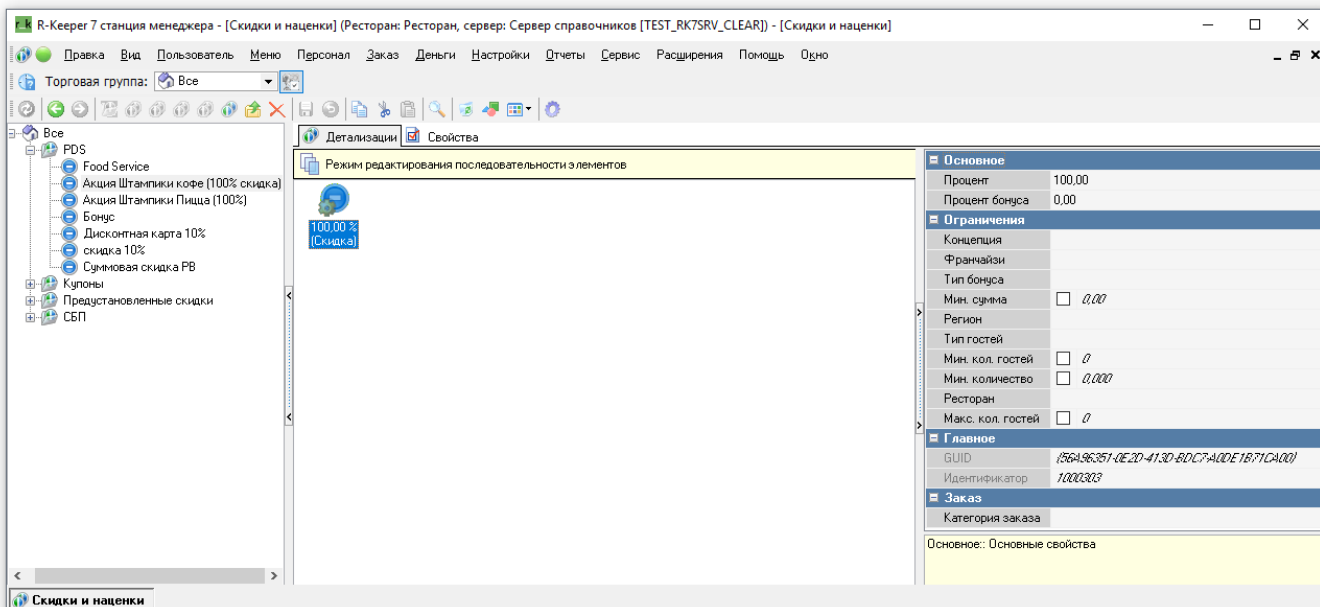 R-Keeper 7 станция менеджера - [Скидки и наценки] (Ресторан: Ресторан, сервер: Сервер справочников [TEST_RK7SRV_CLEAR]) - [Скидки и наценки]
Правка Вид Пользователь Меню Персонал Заказ Деньги Настройки Отчеты Сервис Расширения Помощь Окно
Торговая группа: Все
Все
PDS
Food Service
Акция Штампики кофе (100% скидка)
Акция Штампики Пицца (100%)
Бонус
Дисконтная карта 10%
скидка 10%
Суммовая скидка РВ
Купоны
Предустановленные скидки
СБП
Детализации Свойства
Режим редактирования последовательности элементов
100,00 %
(Скидка)
Основное
Процент 100,00
Процент бонуса 0,00
Ограничения
Концепция
Франчайзи
Тип бонуса
Мин. сумма 0,00
Регион
Тип гостей
Мин. кол. гостей 0
Мин. количество 0,000
Ресторан
Макс. кол. гостей 0
Главное
GUID {56A96351-0E2D-413D-BDC7-A0DE1B71CA00}
Идентификатор 1000303
Заказ
Категория заказа
Основное:: Основные свойства
Скидки и наценки